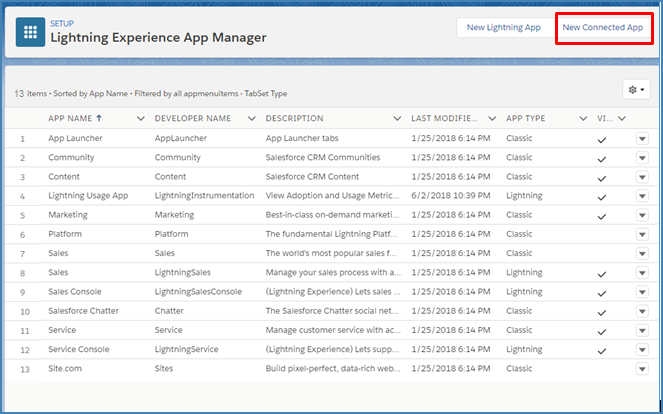 SETUP
Lightning Experience App Manager
New Lightning App
New Connected App
13 items • Sorted by App Name • Filtered by all appmenuitems - TabSet Type
APP NAME DEVELOPER NAME DESCRIPTION LAST MODIFIE... APP TYPE VI...
1 App Launcher AppLauncher App Launcher tabs 1/25/2018 6:14 PM Classic
2 Community Community Salesforce CRM Communities 1/25/2018 6:14 PM Classic
3 Content Content Salesforce CRM Content 1/25/2018 6:14 PM Classic
4 Lightning Usage App LightningInstrumentation View Adoption and Usage Metric... 6/2/2018 10:39 PM Lightning
5 Marketing Marketing Best-in-class on-demand marketi... 1/25/2018 6:14 PM Classic
6 Platform Platform The fundamental Lightning Platf... 1/25/2018 6:14 PM Classic
7 Sales Sales The world's most popular sales f... 1/25/2018 6:14 PM Classic
8 Sales LightningSales Manage your sales process with a... 1/25/2018 6:14 PM Lightning
9 Sales Console LightningSalesConsole (Lightning Experience) Lets sales ... 1/25/2018 6:14 PM Lightning
10 Salesforce Chatter Chatter The Salesforce Chatter social net... 1/25/2018 6:14 PM Classic
11 Service Service Manage customer service with ac... 1/25/2018 6:14 PM Classic
12 Service Console LightningService (Lightning Experience) Lets supp... 1/25/2018 6:14 PM Lightning
13 Site.com Sites Build pixel-perfect, data-rich web... 1/25/2018 6:14 PM Classic